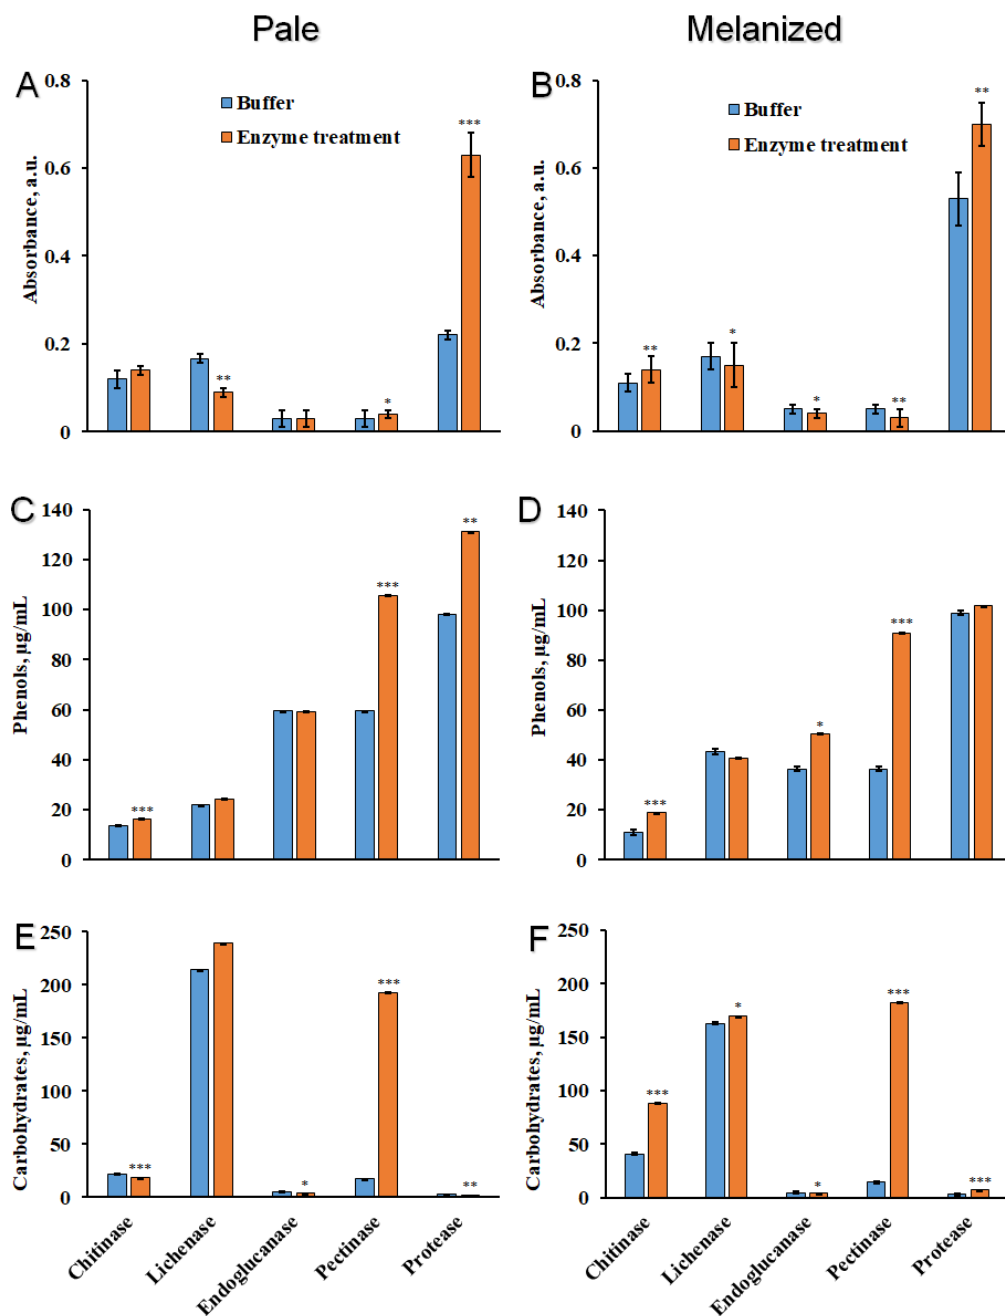 Pale Melanized
A
0.8
0.6
0.4
0.2
0
Absorbance, a.u.
Buffer
Enzyme treatment
**
*
***
B
0.8
0.6
0.4
0.2
0
Absorbance, a.u.
Buffer
Enzyme treatment
**
*
*
**
**
C
140
120
100
80
60
40
20
0
Phenols, µg/mL
***
***
**
D
140
120
100
80
60
40
20
0
Phenols, µg/mL
***
*
***
E
250
200
150
100
50
0
Carbohydrates, µg/mL
***
*
***
**
Chitinase
Lichenase
Endoglucanase
Pectinase
Protease
F
250
200
150
100
50
0
Carbohydrates, µg/mL
***
*
*
***
***
Chitinase
Lichenase
Endoglucanase
Pectinase
Protease